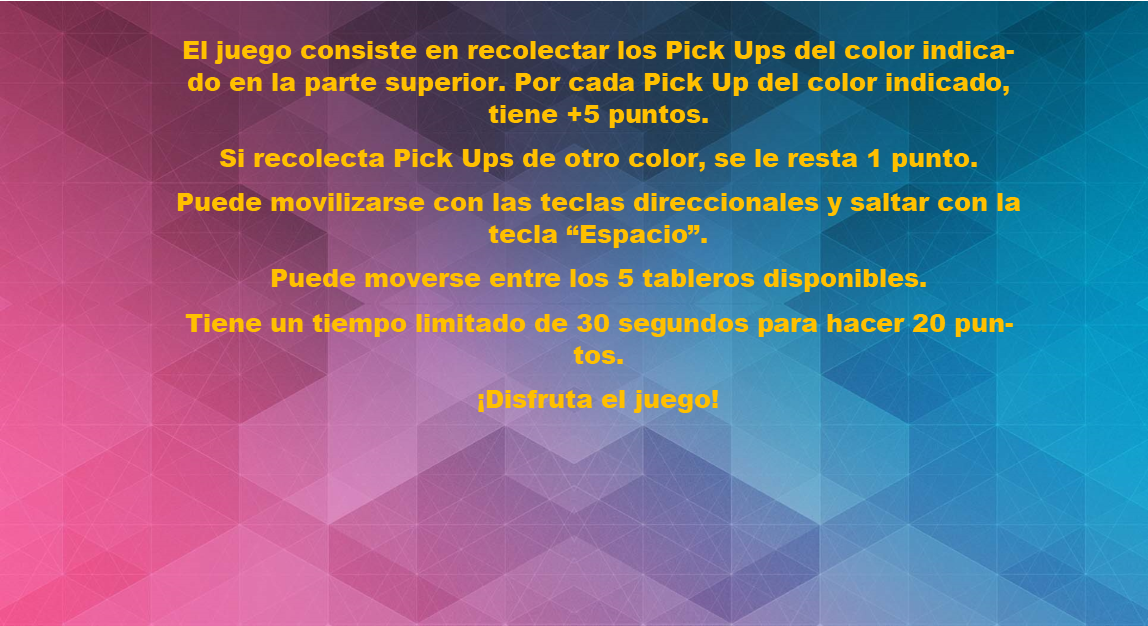 El juego consiste en recolectar los Pick Ups del color indica-
do en la parte superior. Por cada Pick Up del color indicado,
tiene +5 puntos.
Si recolecta Pick Ups de otro color, se le resta 1 punto.
Puede movilizarse con las teclas direccionales y saltar con la
tecla “Espacio”.
Puede moverse entre los 5 tableros disponibles.
Tiene un tiempo limitado de 30 segundos para hacer 20 pun-
tos.
¡Disfruta el juego!